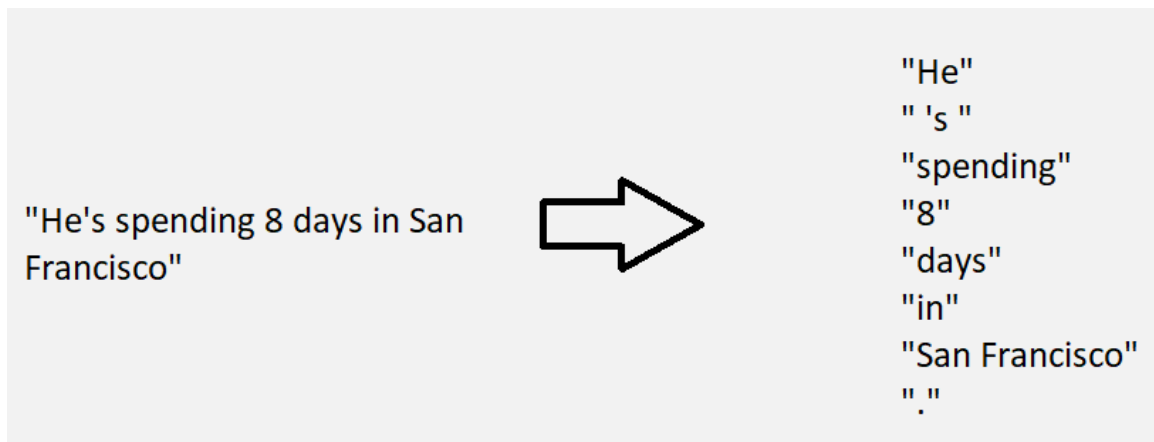 "He's spending 8 days in San
Francisco"
"He"
" 's "
"spending"
"8"
"days"
"in"
"San Francisco"
"."